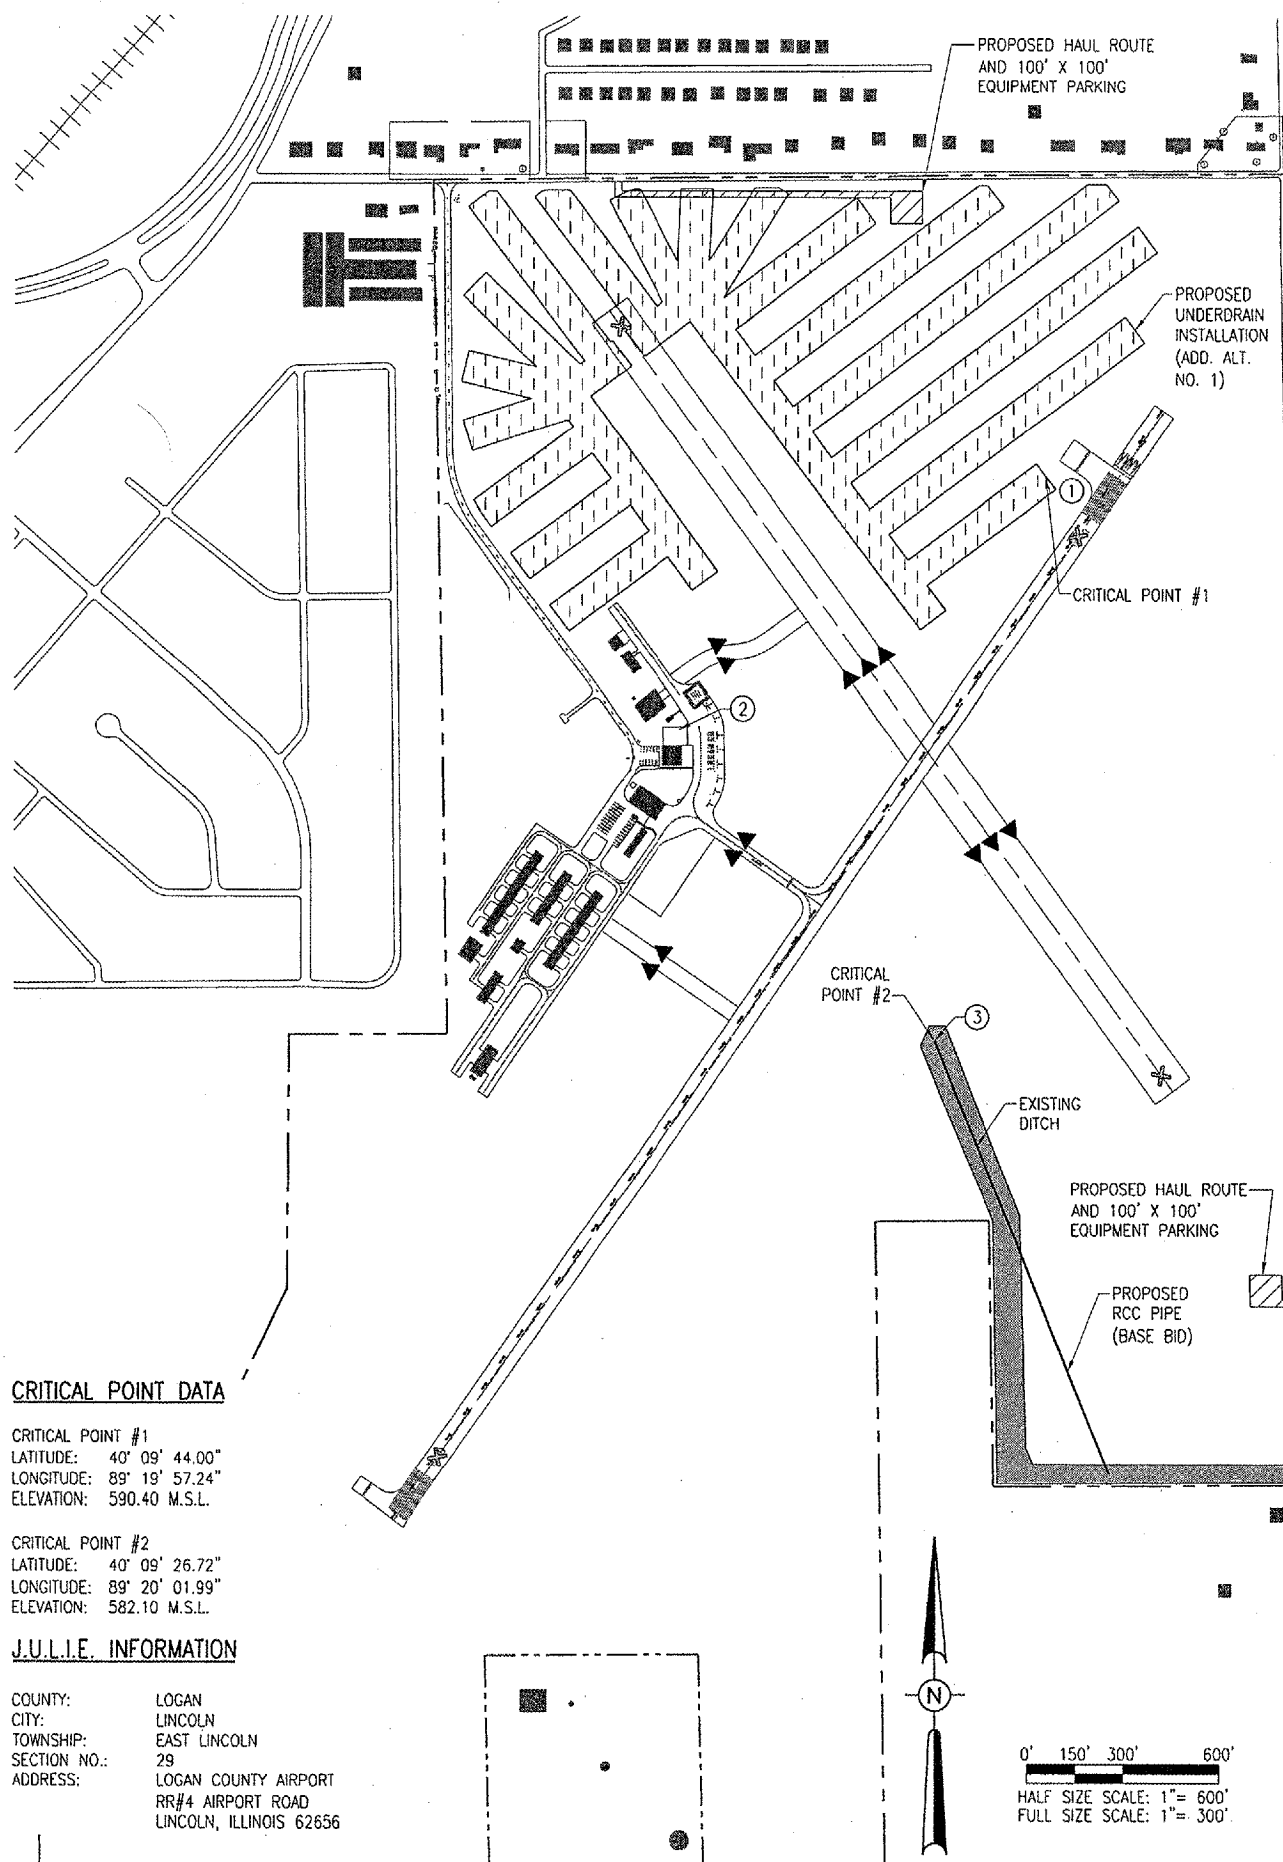 PROPOSED HAUL ROUTE
AND 100' X 100'
EQUIPMENT PARKING
PROPOSED
UNDERDRAIN
INSTALLATION
(ADD. ALT.
NO. 1)
1
CRITICAL POINT #1
2
CRITICAL
POINT #2
3
EXISTING
DITCH
PROPOSED HAUL ROUTE
AND 100' X 100'
EQUIPMENT PARKING
PROPOSED
RCC PIPE
(BASE BID)
CRITICAL POINT DATA
CRITICAL POINT #1
LATITUDE: 40° 09' 44.00"
LONGITUDE: 89° 19' 57.24"
ELEVATION: 590.40 M.S.L.
CRITICAL POINT #2
LATITUDE: 40° 09' 26.72"
LONGITUDE: 89° 20' 01.99"
ELEVATION: 582.10 M.S.L.
J.U.L.I.E. INFORMATION
COUNTY: LOGAN
CITY: LINCOLN
TOWNSHIP: EAST LINCOLN
SECTION NO.: 29
ADDRESS: LOGAN COUNTY AIRPORT
RR#4 AIRPORT ROAD
LINCOLN, ILLINOIS 62656
N
0' 150' 300' 600'
HALF SIZE SCALE: 1"= 600'
FULL SIZE SCALE: 1"= 300'